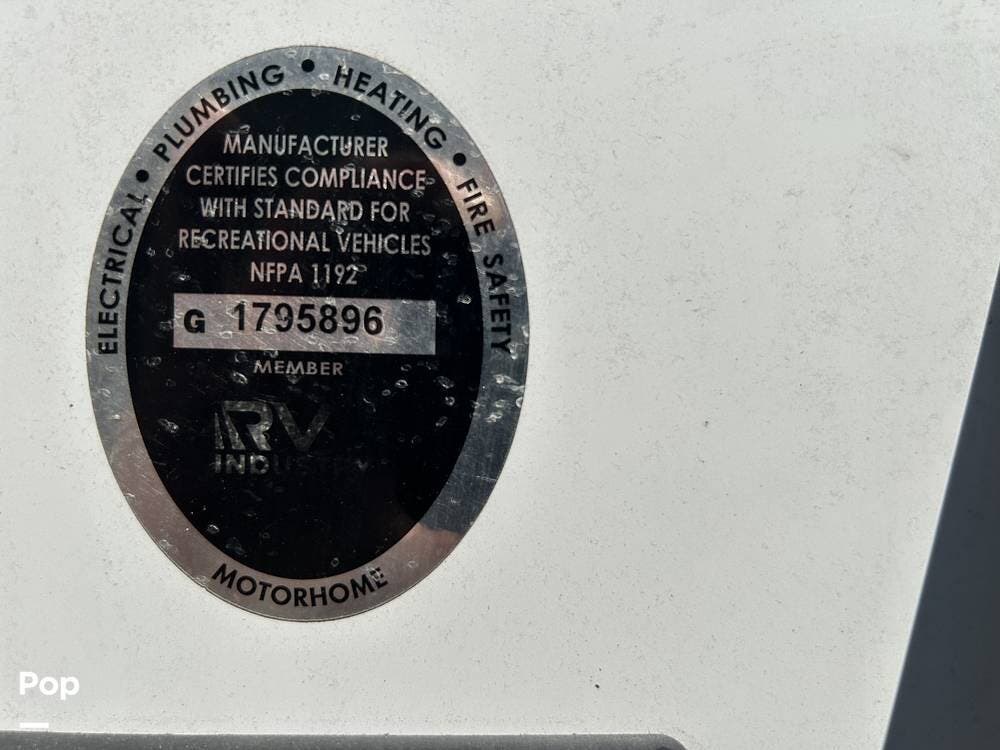 ELECTRICAL • PLUMBING • HEATING • FIRE SAFETY
MANUFACTURER
CERTIFIES COMPLIANCE
WITH STANDARD FOR
RECREATIONAL VEHICLES
NFPA 1192
G 1795896
MEMBER
RV
INDUSTRY
MOTORHOME
Pop